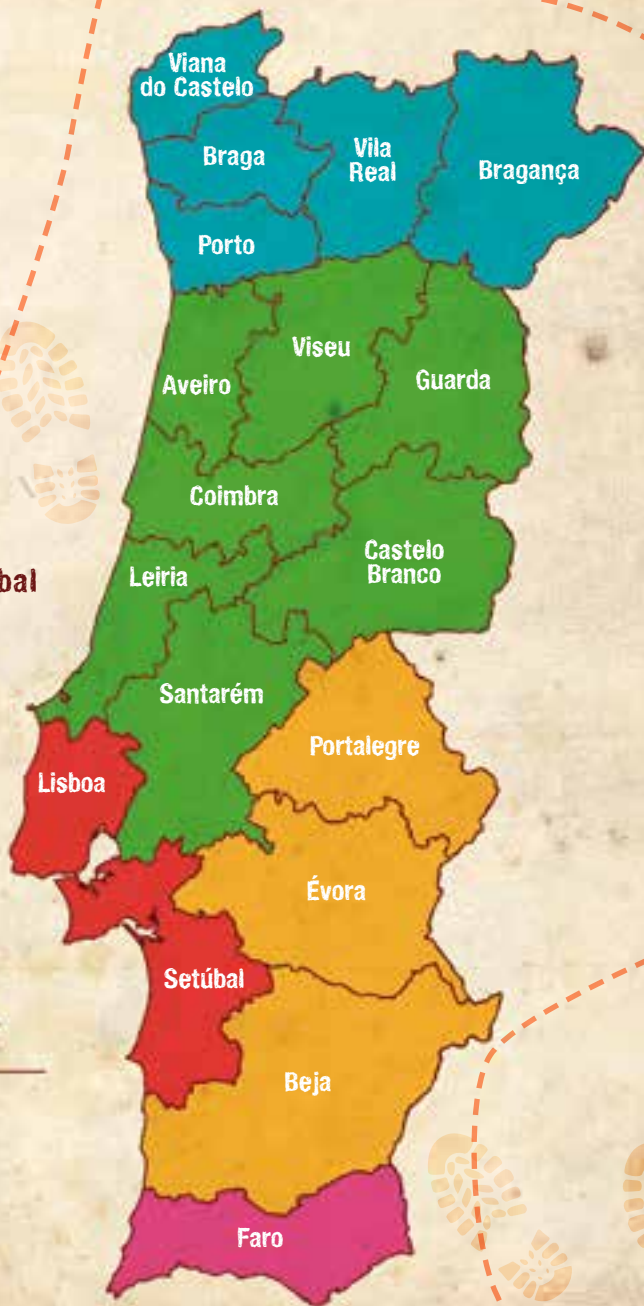 Viana
do Castelo
Braga
Vila
Real
Bragança
Porto
Viseu
Aveiro
Guarda
Coimbra
Castelo
Branco
Leiria
bal
Santarém
Portalegre
Lisboa
Évora
Setúbal
Beja
Faro